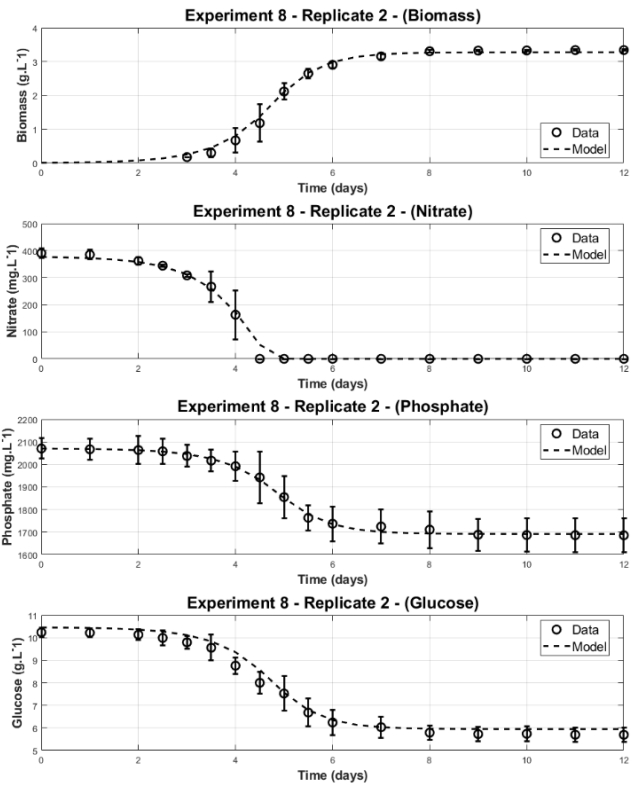 Experiment 8 - Replicate 2 - (Biomass)
Biomass (g.L⁻¹)
4
3
2
1
0
Data
Model
0 2 4 6 8 10 12
Time (days)
Experiment 8 - Replicate 2 - (Nitrate)
Nitrate (mg.L⁻¹)
500
400
300
200
100
0
Data
Model
0 2 4 6 8 10 12
Time (days)
Experiment 8 - Replicate 2 - (Phosphate)
Phosphate (mg.L⁻¹)
2200
2100
2000
1900
1800
1700
1600
Data
Model
0 2 4 6 8 10 12
Time (days)
Experiment 8 - Replicate 2 - (Glucose)
Glucose (g.L⁻¹)
11
10
9
8
7
6
5
Data
Model
0 2 4 6 8 10 12
Time (days)